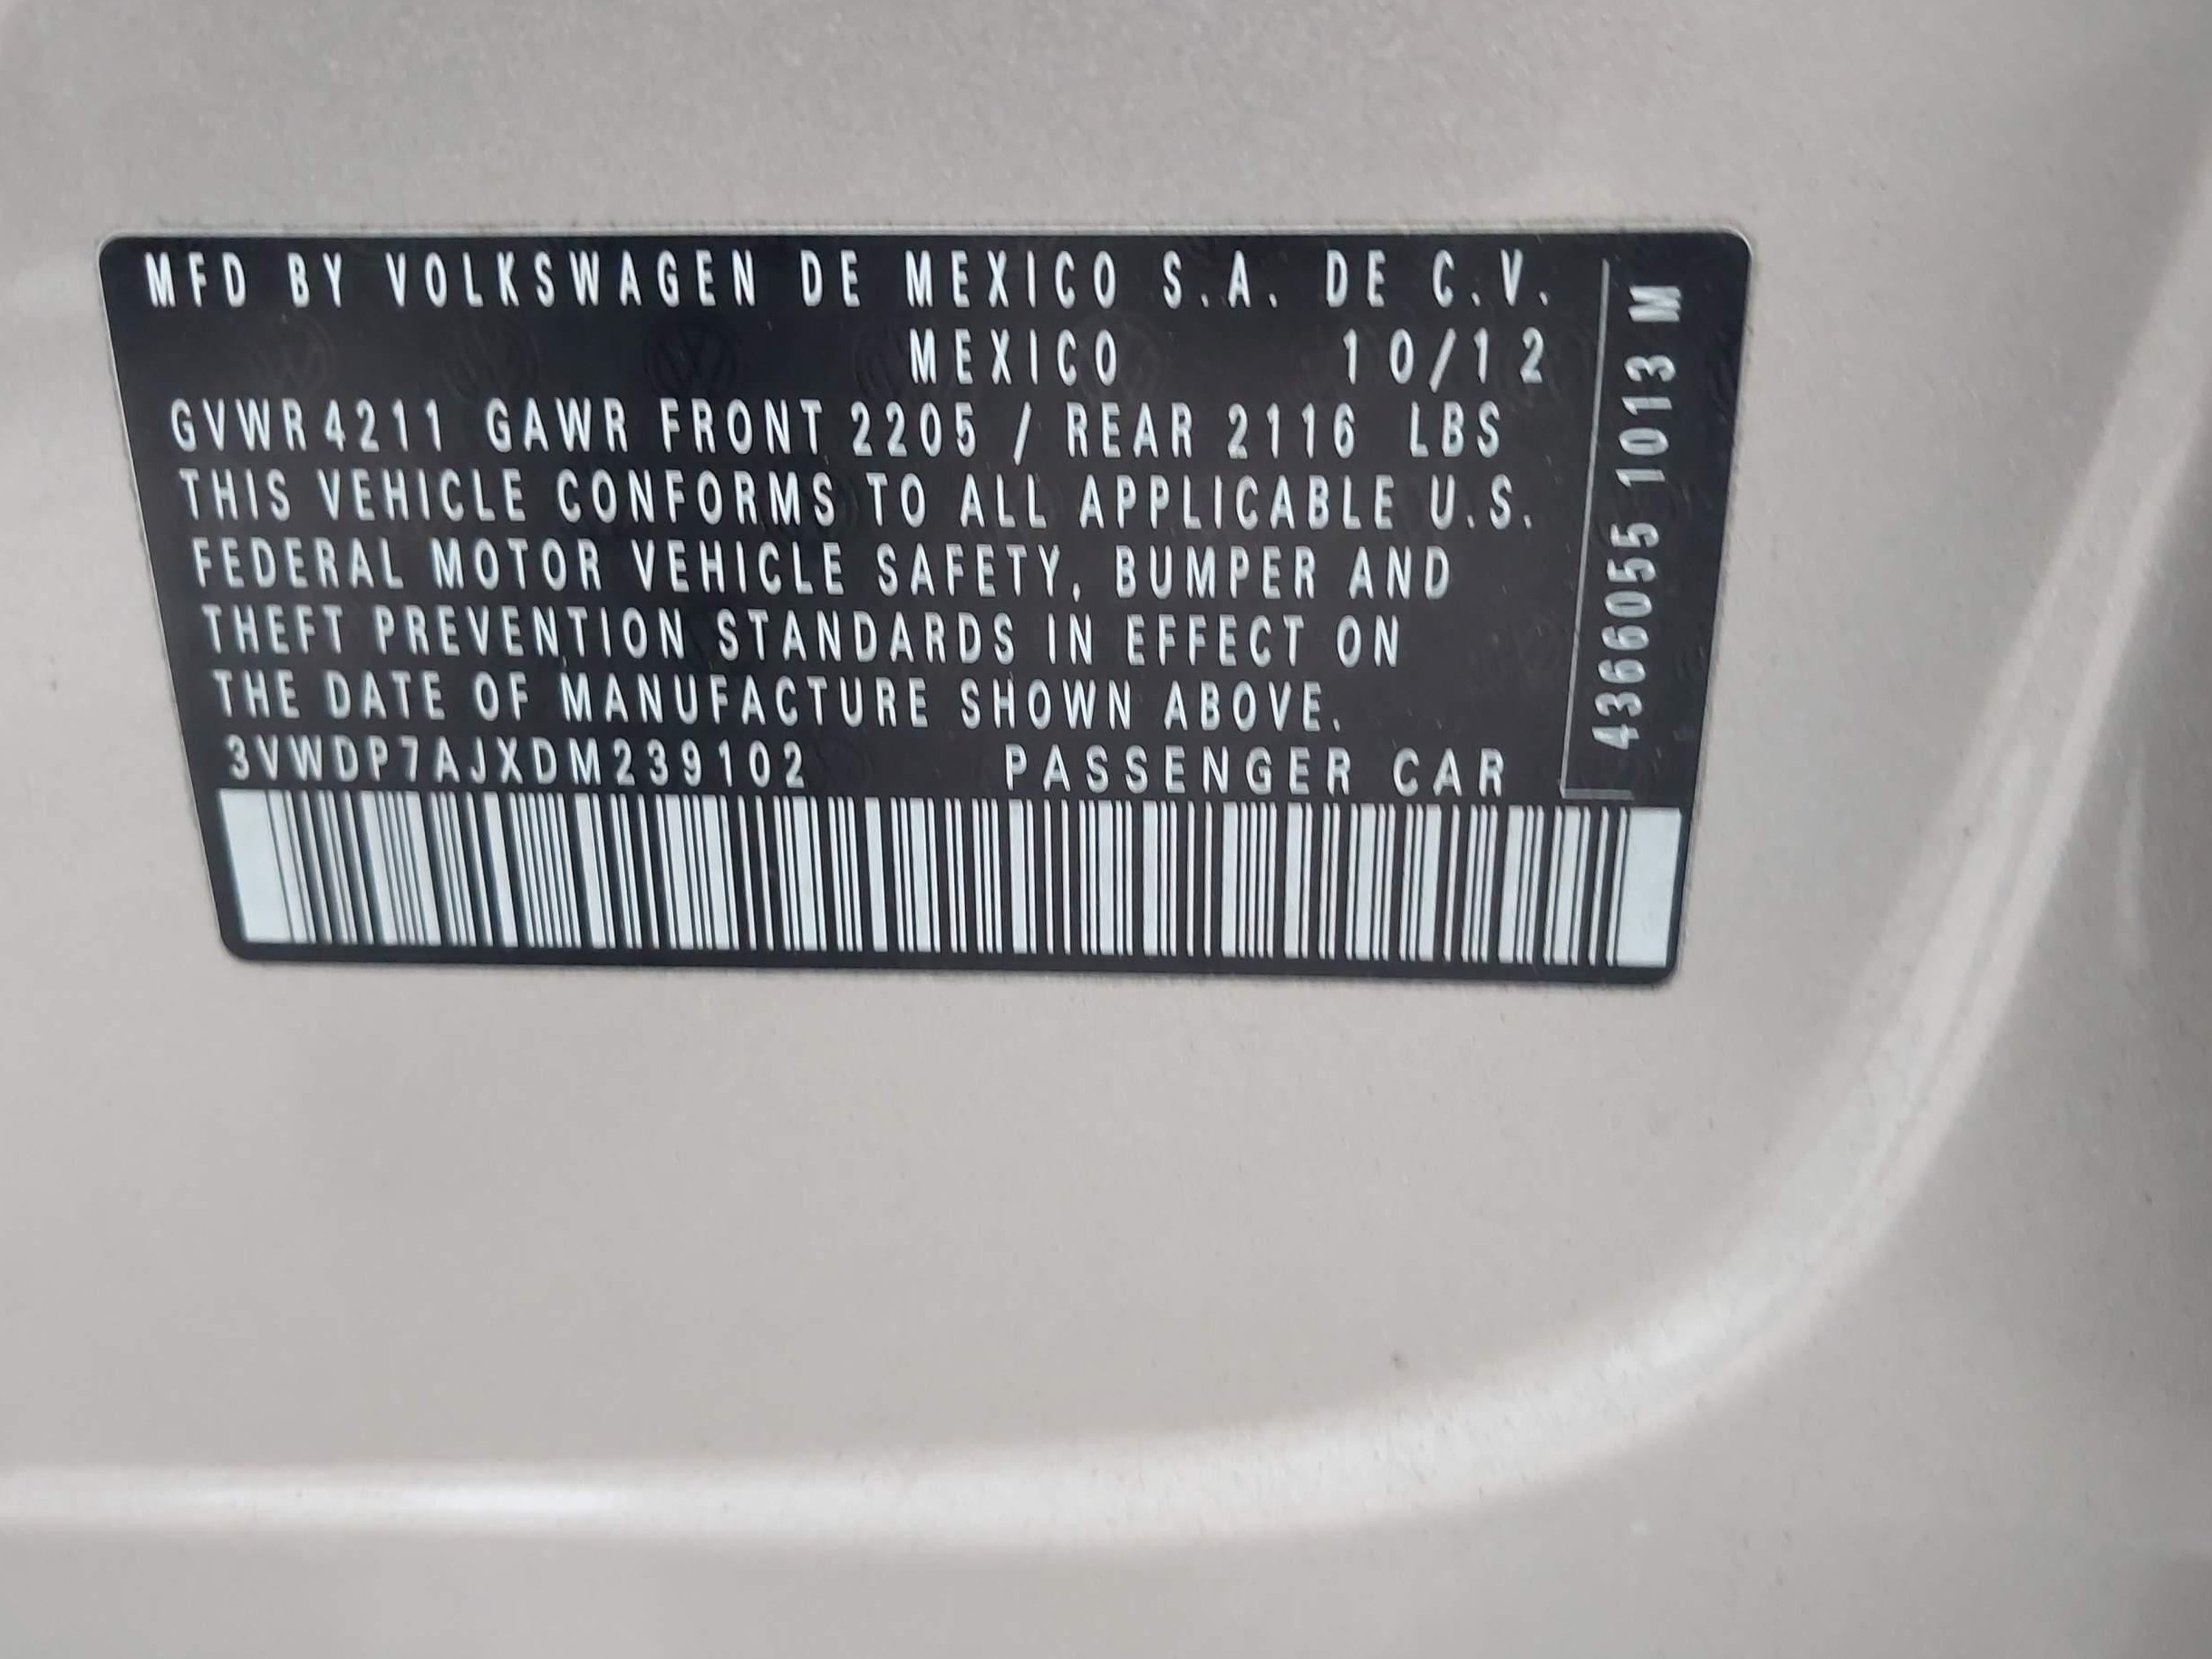 MFD BY VOLKSWAGEN DE MEXICO S.A. DE C.V.
MEXICO 10/12
GVWR 4211 GAWR FRONT 2205 / REAR 2116 LBS
THIS VEHICLE CONFORMS TO ALL APPLICABLE U.S.
FEDERAL MOTOR VEHICLE SAFETY, BUMPER AND
THEFT PREVENTION STANDARDS IN EFFECT ON
THE DATE OF MANUFACTURE SHOWN ABOVE.
3VWDP7AJXDM239102 PASSENGER CAR
4366055 1013 M